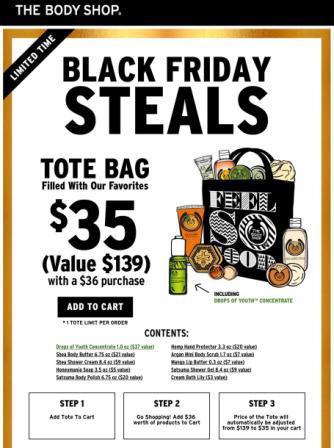 THE BODY SHOP.
LIMITED TIME
BLACK FRIDAY
STEALS
TOTE BAG
Filled With Our Favorites
$35
(Value $139)
with a $36 purchase
ADD TO CART
*1 TOTE LIMIT PER ORDER
FEEL
SO
THE BODY SHOP
INCLUDING
DROPS OF YOUTH™ CONCENTRATE
CONTENTS:
Drops of Youth Concentrate 1.0 oz ($37 value)
Shea Body Butter 6.75 oz ($21 value)
Shea Shower Cream 8.4 oz ($9 value)
Honeymania Soap 3.5 oz ($5 value)
Satsuma Body Polish 6.75 oz ($20 value)
Hemp Hand Protector 3.3 oz ($20 value)
Argan Mini Body Scrub 1.7 oz ($7 value)
Mango Lip Butter 0.3 oz ($7 value)
Satsuma Shower Gel 8.4 oz ($9 value)
Cream Bath Lily ($3 value)
STEP 1
Add Tote To Cart
STEP 2
Go Shopping! Add $36
worth of products to Cart
STEP 3
Price of the Tote will
automatically be adjusted
from $139 to $35 in your cart